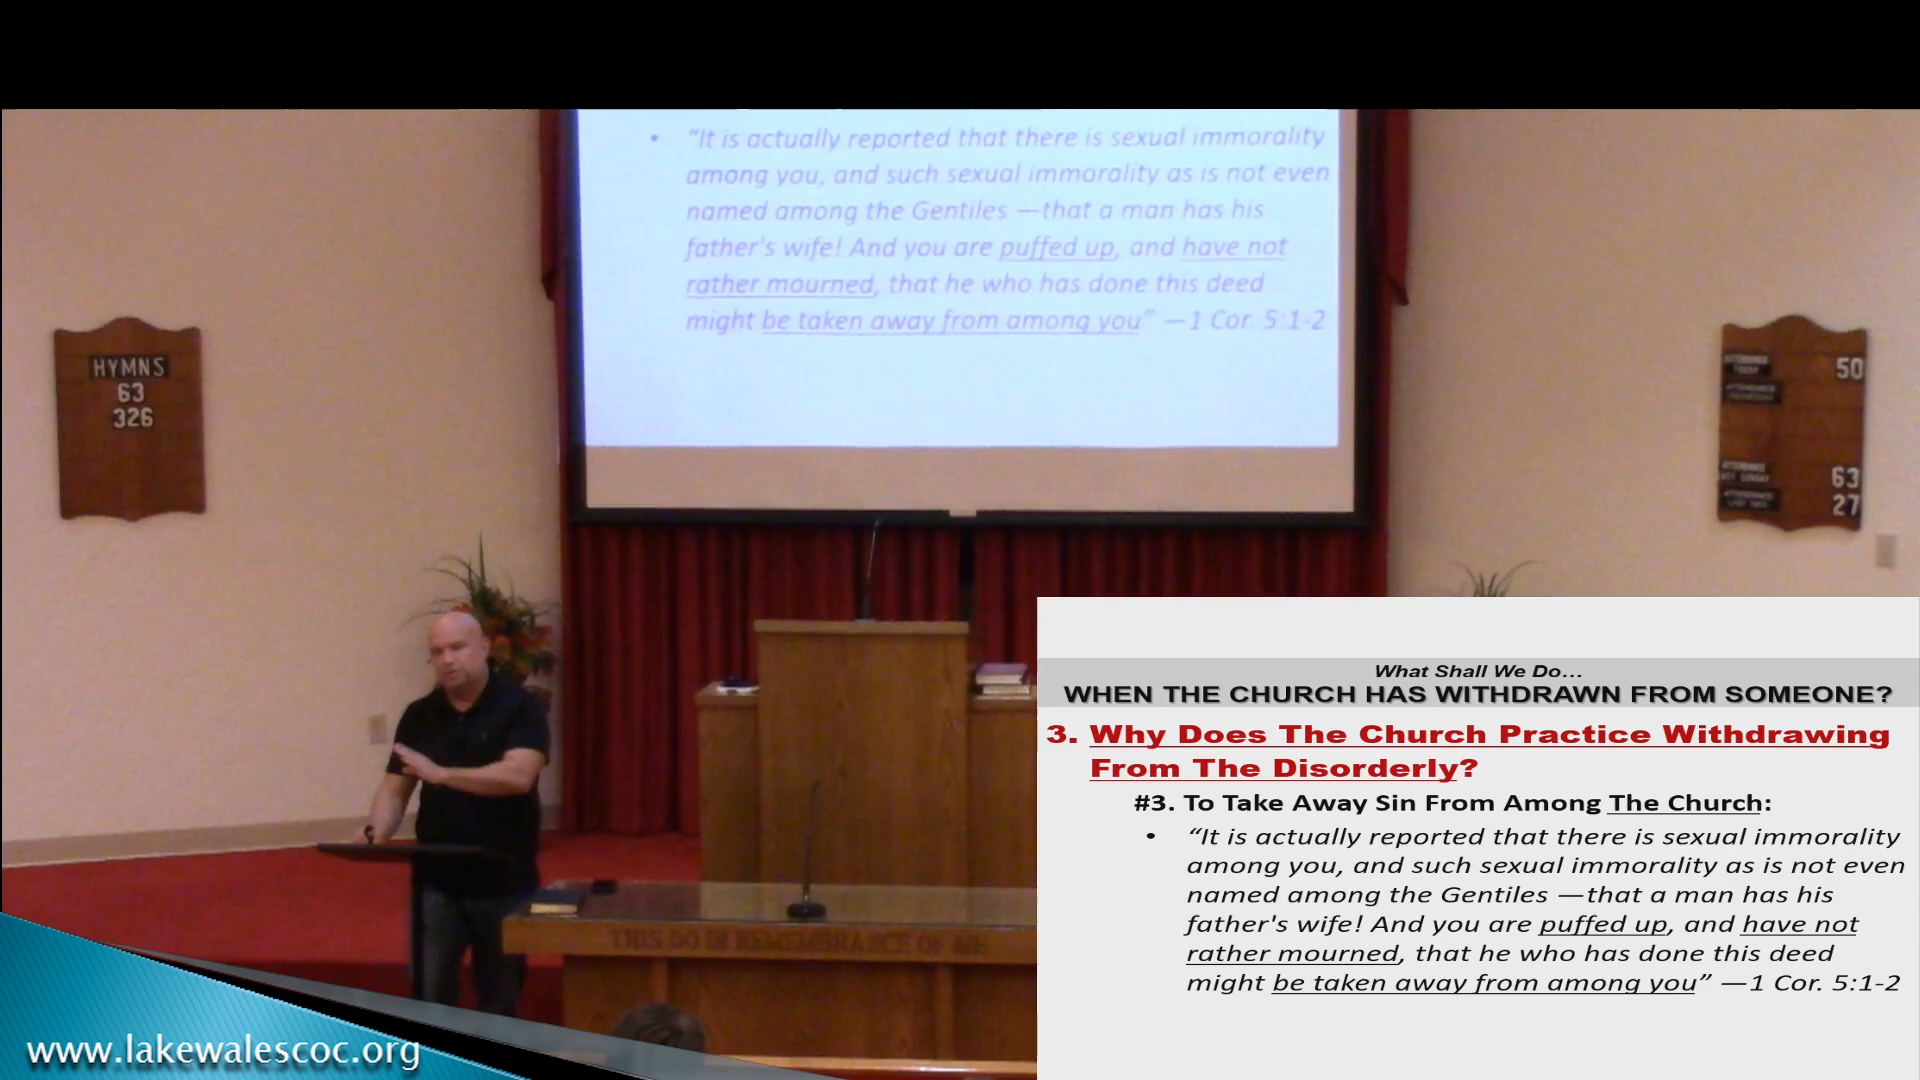 “It is actually reported that there is sexual immorality
among you, and such sexual immorality as is not even
named among the Gentiles —that a man has his
father's wife! And you are puffed up, and have not
rather mourned, that he who has done this deed
might be taken away from among you” —1 Cor. 5:1-2
HYMNS
63
326
50
63
27
THIS DO IN REMEMBRANCE OF ME
What Shall We Do...
WHEN THE CHURCH HAS WITHDRAWN FROM SOMEONE?
3. Why Does The Church Practice Withdrawing
From The Disorderly?
#3. To Take Away Sin From Among The Church:
• “It is actually reported that there is sexual immorality
among you, and such sexual immorality as is not even
named among the Gentiles —that a man has his
father's wife! And you are puffed up, and have not
rather mourned, that he who has done this deed
might be taken away from among you” —1 Cor. 5:1-2
www.lakewalescoc.org